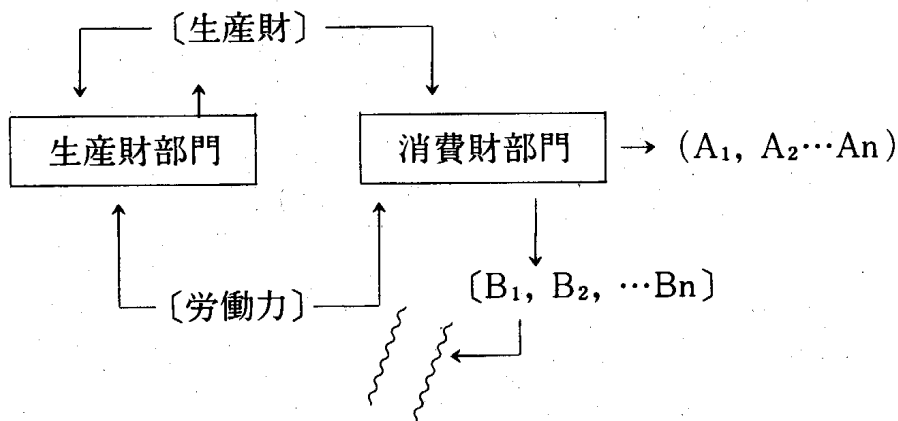 〔生産財〕
生産財部門
消費財部門
(A₁, A₂…An)
〔労働力〕
〔B₁, B₂, …Bn〕